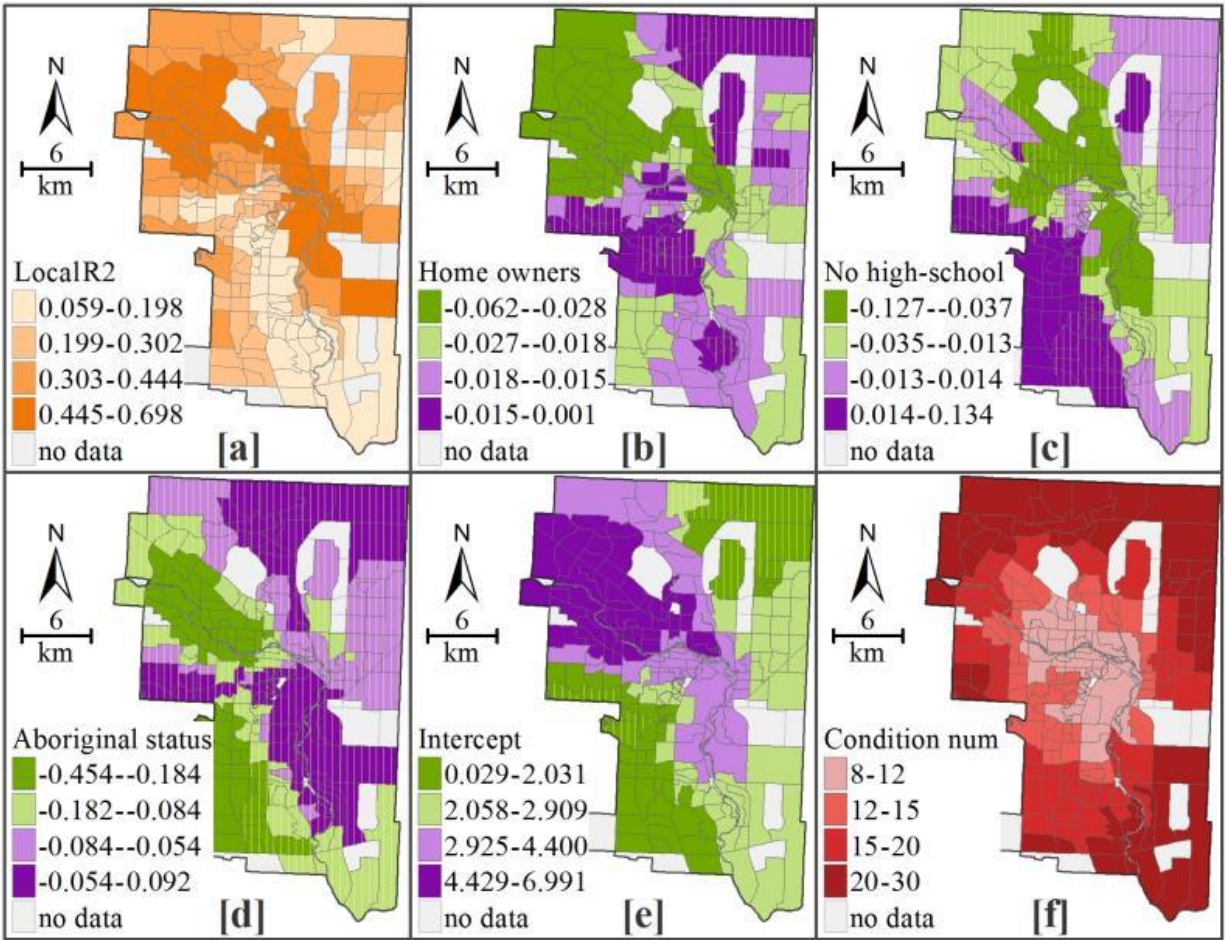 N
6
km
LocalR2
0.059-0.198
0.199-0.302
0.303-0.444
0.445-0.698
no data
[a]
N
6
km
Home owners
-0.062--0.028
-0.027--0.018
-0.018--0.015
-0.015-0.001
no data
[b]
N
6
km
No high-school
-0.127--0.037
-0.035--0.013
-0.013-0.014
0.014-0.134
no data
[c]
N
6
km
Aboriginal status
-0.454--0.184
-0.182--0.084
-0.084--0.054
-0.054-0.092
no data
[d]
N
6
km
Intercept
0.029-2.031
2.058-2.909
2.925-4.400
4.429-6.991
no data
[e]
N
6
km
Condition num
8-12
12-15
15-20
20-30
no data
[f]